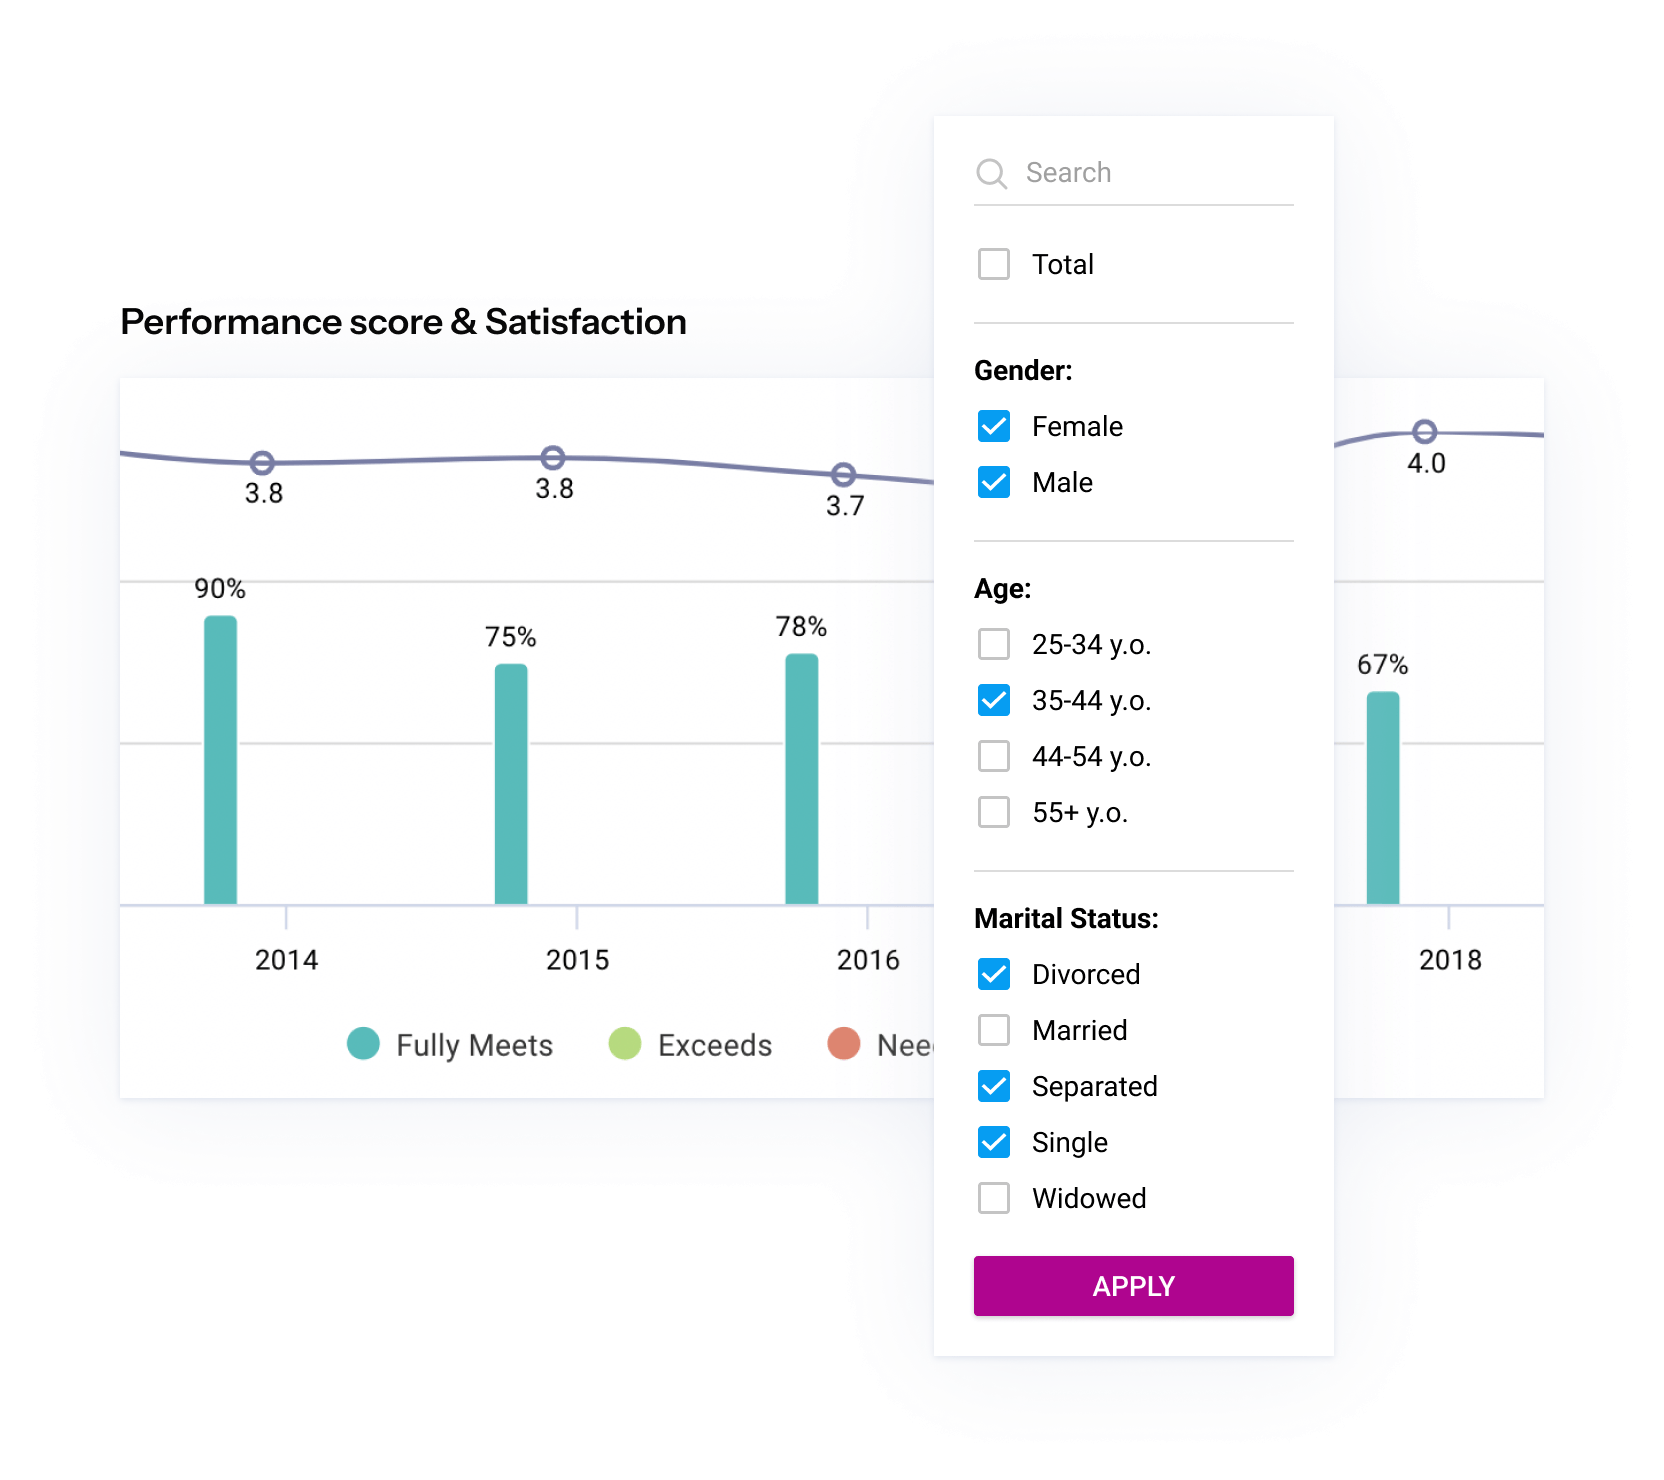 Performance score & Satisfaction
3.8
3.8
3.7
4.0
90%
75%
78%
67%
2014
2015
2016
2018
Fully Meets
Exceeds
Search
Total
Gender:
Female
Male
Age:
25-34 y.o.
35-44 y.o.
44-54 y.o.
55+ y.o.
Marital Status:
Divorced
Married
Separated
Single
Widowed
APPLY